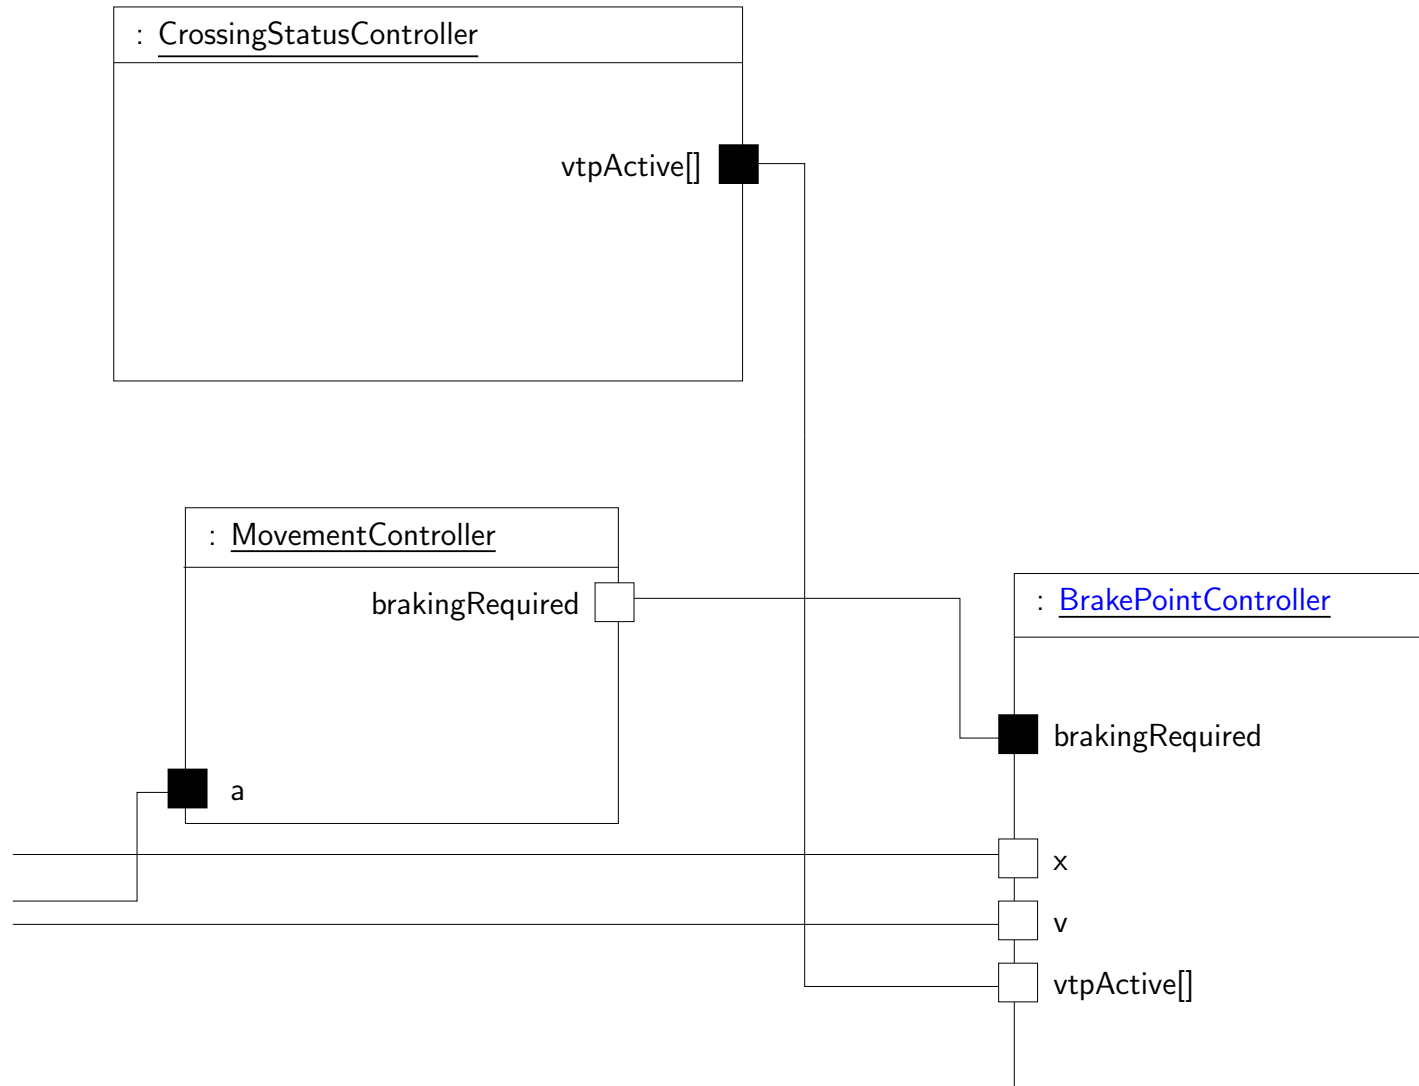 : CrossingStatusController
vtpActive[]
: MovementController
brakingRequired
a
: BrakePointController
brakingRequired
x
v
vtpActive[]